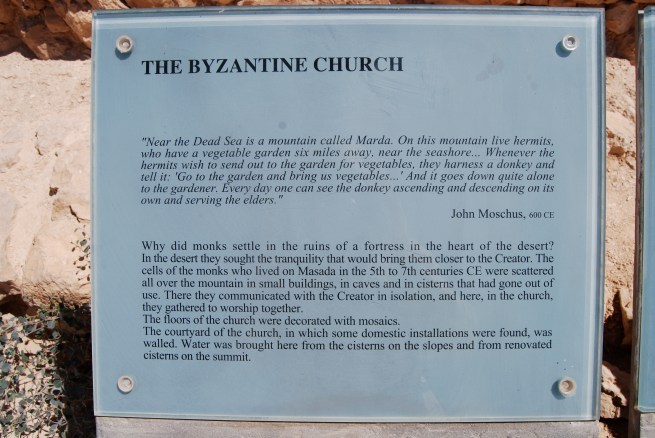 THE BYZANTINE CHURCH
"Near the Dead Sea is a mountain called Marda. On this mountain live hermits,
who have a vegetable garden six miles away, near the seashore... Whenever the
hermits wish to send out to the garden for vegetables, they harness a donkey and
tell it: 'Go to the garden and bring us vegetables...' And it goes down quite alone
to the gardener. Every day one can see the donkey ascending and descending on its
own and serving the elders."
John Moschus, 600 CE
Why did monks settle in the ruins of a fortress in the heart of the desert?
In the desert they sought the tranquility that would bring them closer to the Creator. The
cells of the monks who lived on Masada in the 5th to 7th centuries CE were scattered
all over the mountain in small buildings, in caves and in cisterns that had gone out of
use. There they communicated with the Creator in isolation, and here, in the church,
they gathered to worship together.
The floors of the church were decorated with mosaics.
The courtyard of the church, in which some domestic installations were found, was
walled. Water was brought here from the cisterns on the slopes and from renovated
cisterns on the summit.